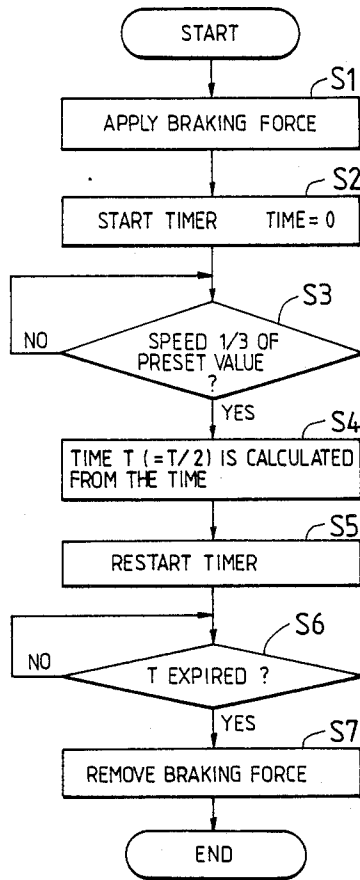 START
S1
APPLY BRAKING FORCE
S2
START TIMER TIME=0
S3
SPEED 1/3 OF
PRESET VALUE
?
NO
YES
S4
TIME T (=T/2) IS CALCULATED
FROM THE TIME
S5
RESTART TIMER
S6
T EXPIRED ?
NO
YES
S7
REMOVE BRAKING FORCE
END